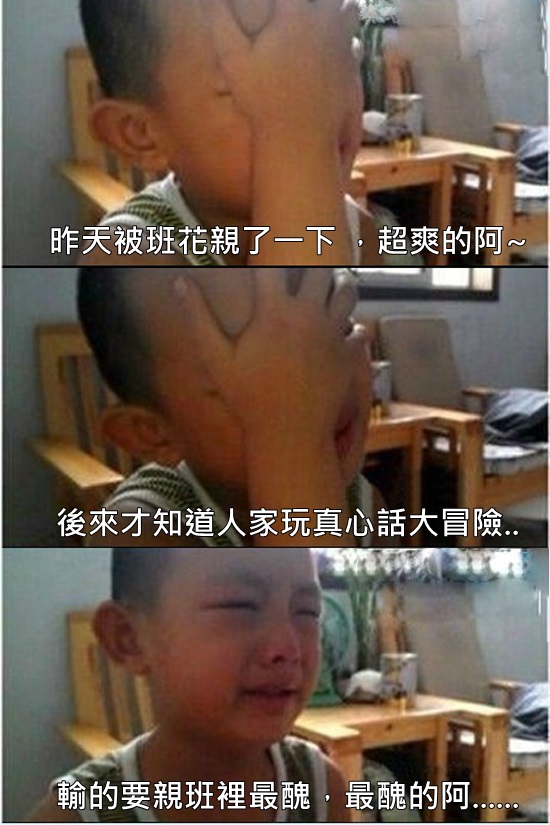 昨天被班花親了一下，超爽的阿~
後來才知道人家玩真心話大冒險..
輸的要親班裡最醜，最醜的阿......